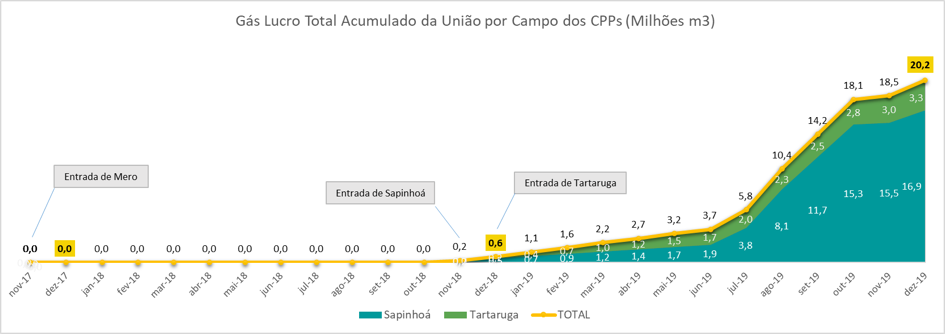 Gás Lucro Total Acumulado da União por Campo dos CPPs (Milhões m3)
20,2
18,1 18,5
14,2
10,4
5,8
3,7
3,2
2,7
2,2
1,6
1,1
0,6
0,2
0,0 0,0 0,0 0,0 0,0 0,0 0,0 0,0 0,0 0,0 0,0 0,0
Entrada de Mero
Entrada de Sapinhoá
Entrada de Tartaruga
1,0 1,2 1,5 1,7 2,0 2,3 2,5 2,8 3,0 3,3
0,9 1,2 1,4 1,7 1,9 3,8 8,1 11,7 15,3 15,5 16,9
nov-17 dez-17 jan-18 fev-18 mar-18 abr-18 mai-18 jun-18 jul-18 ago-18 set-18 out-18 nov-18 dez-18 jan-19 fev-19 mar-19 abr-19 mai-19 jun-19 jul-19 ago-19 set-19 out-19 nov-19 dez-19
Sapinhoá Tartaruga TOTAL